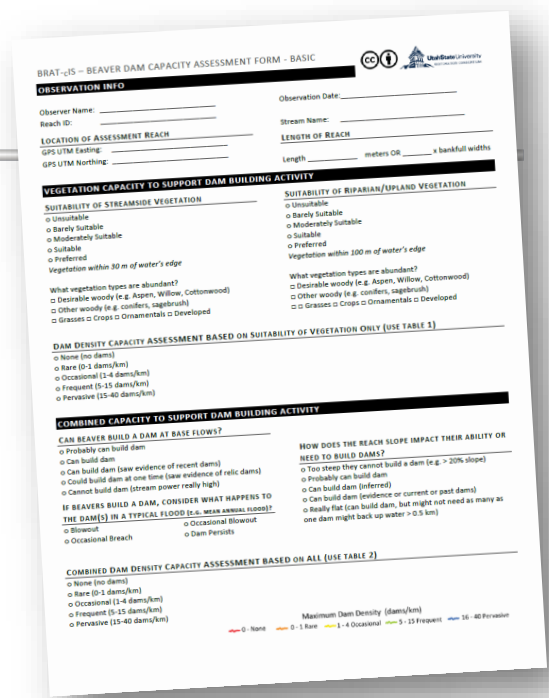 BRAT-cIS – BEAVER DAM CAPACITY ASSESSMENT FORM - BASIC
cc
UtahStateUniversity
OBSERVATION INFO
Observer Name:
Reach ID:
Observation Date:
Stream Name:
LOCATION OF ASSESSMENT REACH
GPS UTM Easting:
GPS UTM Northing:
LENGTH OF REACH
Length ________ meters OR ________ x bankfull widths
VEGETATION CAPACITY TO SUPPORT DAM BUILDING ACTIVITY
SUITABILITY OF STREAMSIDE VEGETATION
o Unsuitable
o Barely Suitable
o Moderately Suitable
o Suitable
o Preferred
Vegetation within 30 m of water's edge
What vegetation types are abundant?
□ Desirable woody (e.g. Aspen, Willow, Cottonwood)
□ Other woody (e.g. conifers, sagebrush)
□ Grasses □ Crops □ Ornamentals □ Developed
SUITABILITY OF RIPARIAN/UPLAND VEGETATION
o Unsuitable
o Barely Suitable
o Moderately Suitable
o Suitable
o Preferred
Vegetation within 100 m of water's edge
What vegetation types are abundant?
□ Desirable woody (e.g. Aspen, Willow, Cottonwood)
□ Other woody (e.g. conifers, sagebrush)
□ □ Grasses □ Crops □ Ornamentals □ Developed
DAM DENSITY CAPACITY ASSESSMENT BASED ON SUITABILITY OF VEGETATION ONLY (USE TABLE 1)
o None (no dams)
o Rare (0-1 dams/km)
o Occasional (1-4 dams/km)
o Frequent (5-15 dams/km)
o Pervasive (15-40 dams/km)
COMBINED CAPACITY TO SUPPORT DAM BUILDING ACTIVITY
CAN BEAVER BUILD A DAM AT BASE FLOWS?
o Probably can build dam
o Can build dam
o Can build dam (saw evidence of recent dams)
o Could build dam at one time (saw evidence of relic dams)
o Cannot build dam (stream power really high)
IF BEAVERS BUILD A DAM, CONSIDER WHAT HAPPENS TO
THE DAM(S) IN A TYPICAL FLOOD (E.G. MEAN ANNUAL FLOOD)?
o Blowout
o Occasional Breach
o Occasional Blowout
o Dam Persists
HOW DOES THE REACH SLOPE IMPACT THEIR ABILITY OR
NEED TO BUILD DAMS?
o Too steep they cannot build a dam (e.g. > 20% slope)
o Probably can build dam
o Can build dam (inferred)
o Can build dam (evidence or current or past dams)
o Really flat (can build dam, but might not need as many as
one dam might back up water > 0.5 km)
COMBINED DAM DENSITY CAPACITY ASSESSMENT BASED ON ALL (USE TABLE 2)
o None (no dams)
o Rare (0-1 dams/km)
o Occasional (1-4 dams/km)
o Frequent (5-15 dams/km)
o Pervasive (15-40 dams/km)
Maximum Dam Density (dams/km)
0 - None 0 - 1 Rare 1 - 4 Occasional 5 - 15 Frequent 16 - 40 Pervasive